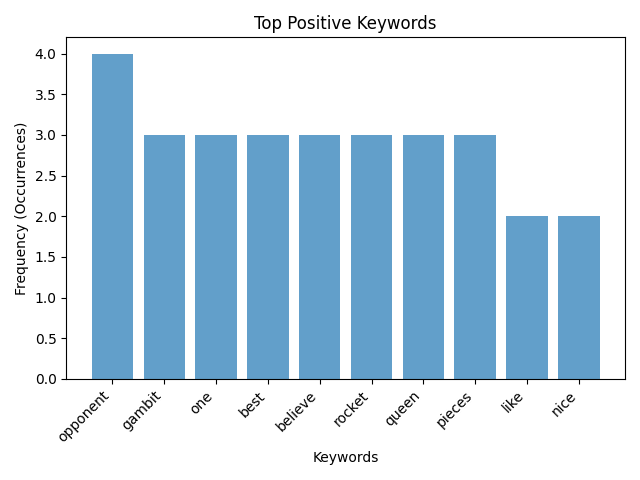 Top Positive Keywords
Frequency (Occurrences)
4.0
3.5
3.0
2.5
2.0
1.5
1.0
0.5
0.0
opponent
gambit
one
best
believe
rocket
queen
pieces
like
nice
Keywords